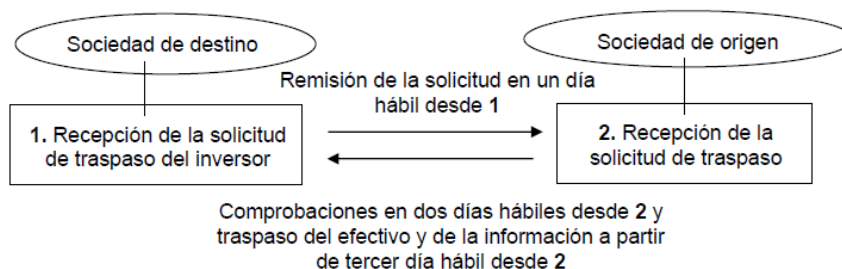 Sociedad de destino
Sociedad de origen
Remisión de la solicitud en un día
hábil desde 1
1. Recepción de la solicitud
de traspaso del inversor
2. Recepción de la
solicitud de traspaso
Comprobaciones en dos días hábiles desde 2 y
traspaso del efectivo y de la información a partir
de tercer día hábil desde 2